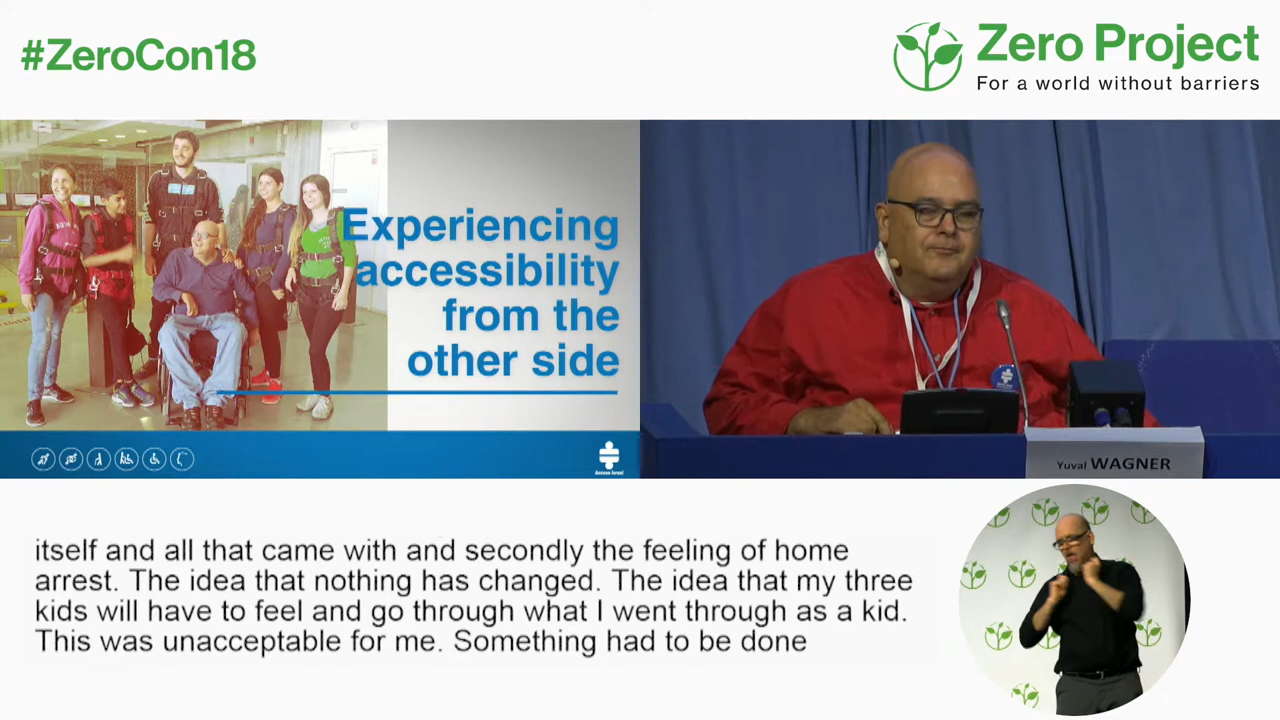 #ZeroCon18
Zero Project
For a world without barriers
Experiencing
accessibility
from the
other side
Access Israel
Yuval WAGNER
itself and all that came with and secondly the feeling of home
arrest. The idea that nothing has changed. The idea that my three
kids will have to feel and go through what I went through as a kid.
This was unacceptable for me. Something had to be done